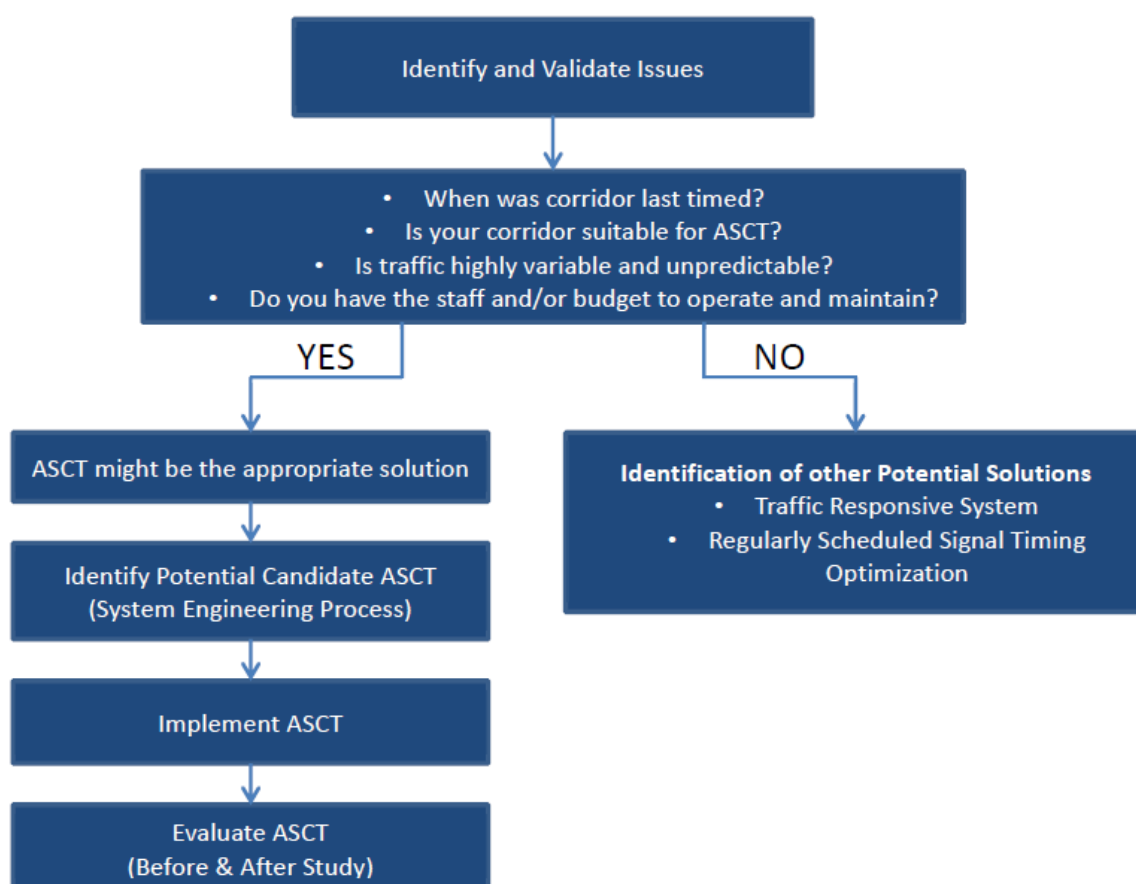 Identify and Validate Issues
• When was corridor last timed?
• Is your corridor suitable for ASCT?
• Is traffic highly variable and unpredictable?
• Do you have the staff and/or budget to operate and maintain?
YES
NO
ASCT might be the appropriate solution
Identify Potential Candidate ASCT
(System Engineering Process)
Implement ASCT
Evaluate ASCT
(Before & After Study)
Identification of other Potential Solutions
• Traffic Responsive System
• Regularly Scheduled Signal Timing
Optimization